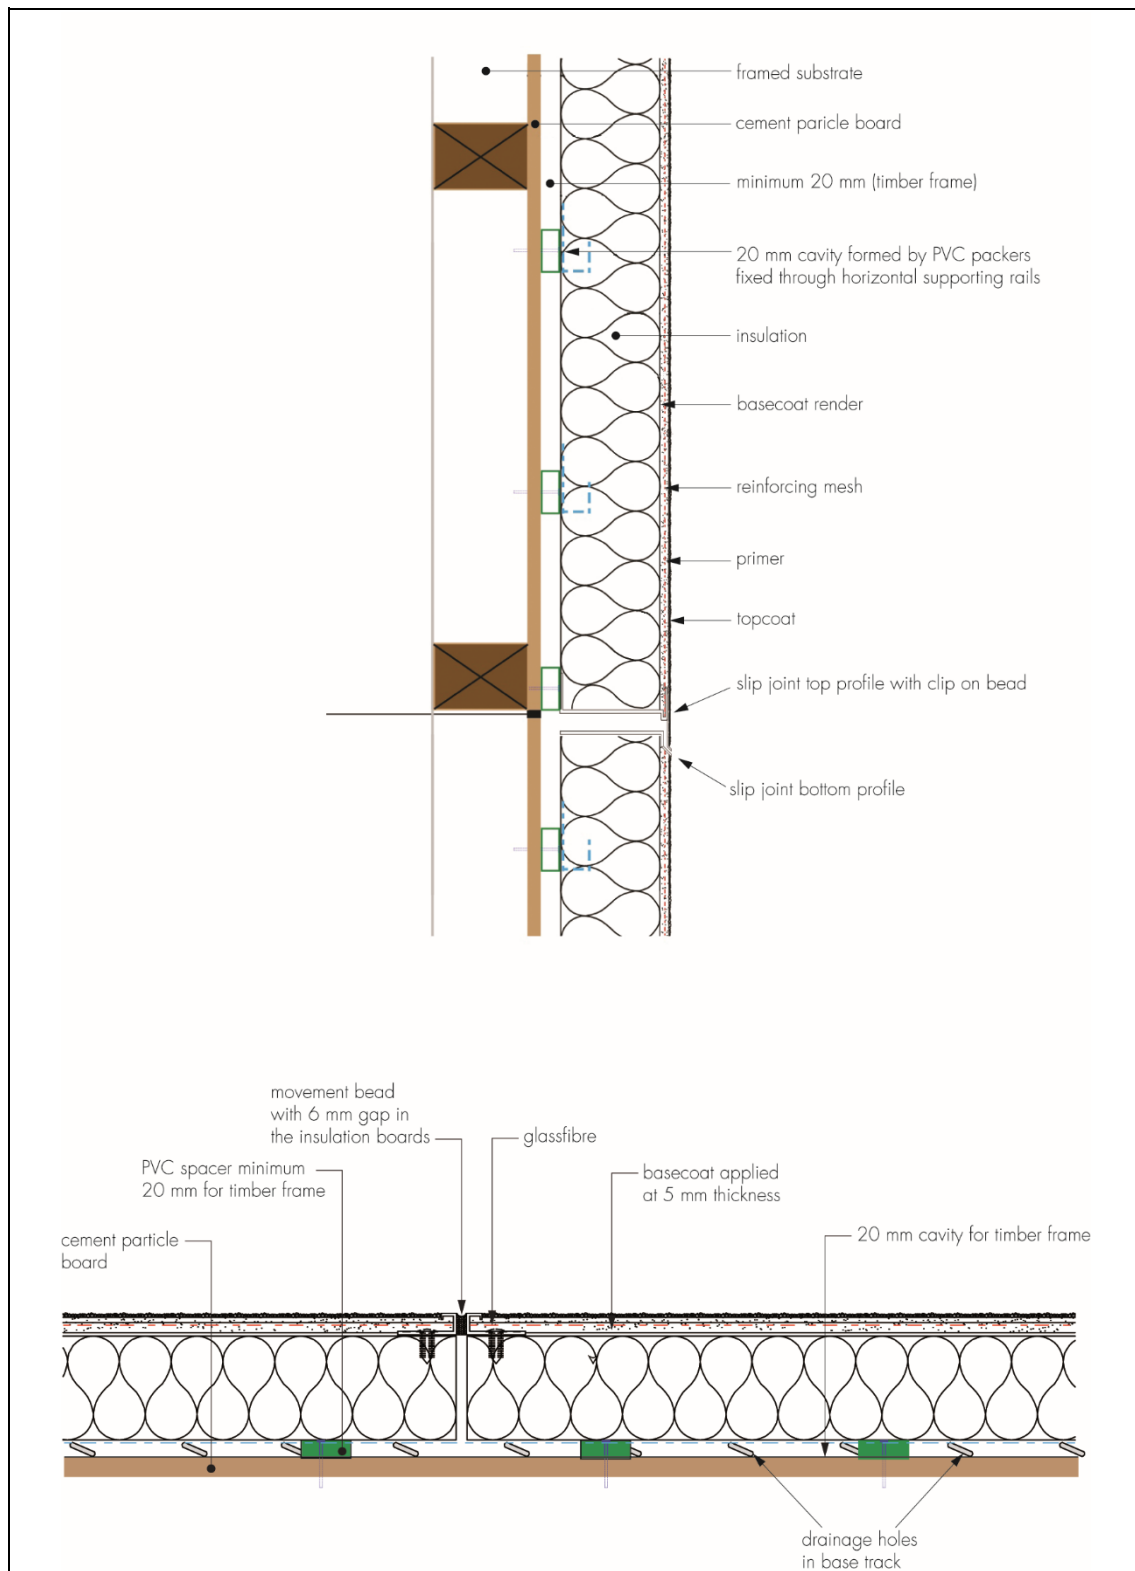 framed substrate
cement paricle board
minimum 20 mm (timber frame)
20 mm cavity formed by PVC packers
fixed through horizontal supporting rails
insulation
basecoat render
reinforcing mesh
primer
topcoat
slip joint top profile with clip on bead
slip joint bottom profile
movement bead
with 6 mm gap in
the insulation boards
glassfibre
PVC spacer minimum
20 mm for timber frame
basecoat applied
at 5 mm thickness
cement particle
board
20 mm cavity for timber frame
drainage holes
in base track